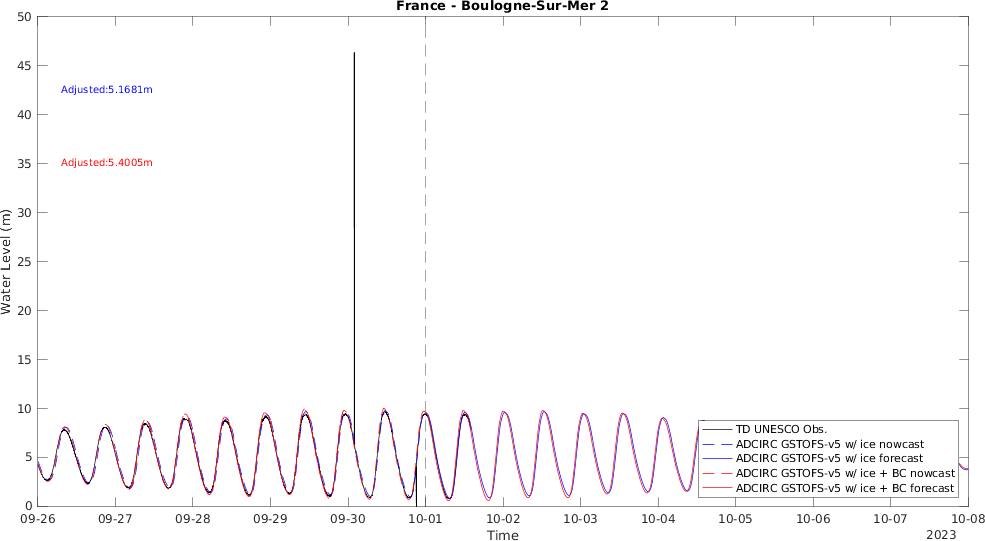 France - Boulogne-Sur-Mer 2
50
45
40
35
30
25
20
15
10
5
0
Water Level (m)
Adjusted:5.1681m
Adjusted:5.4005m
TD UNESCO Obs.
ADCIRC GSTOFS-v5 w/ ice nowcast
ADCIRC GSTOFS-v5 w/ ice forecast
ADCIRC GSTOFS-v5 w/ ice + BC nowcast
ADCIRC GSTOFS-v5 w/ ice + BC forecast
09-26 09-27 09-28 09-29 09-30 10-01 10-02 10-03 10-04 10-05 10-06 10-07 10-08
Time
2023